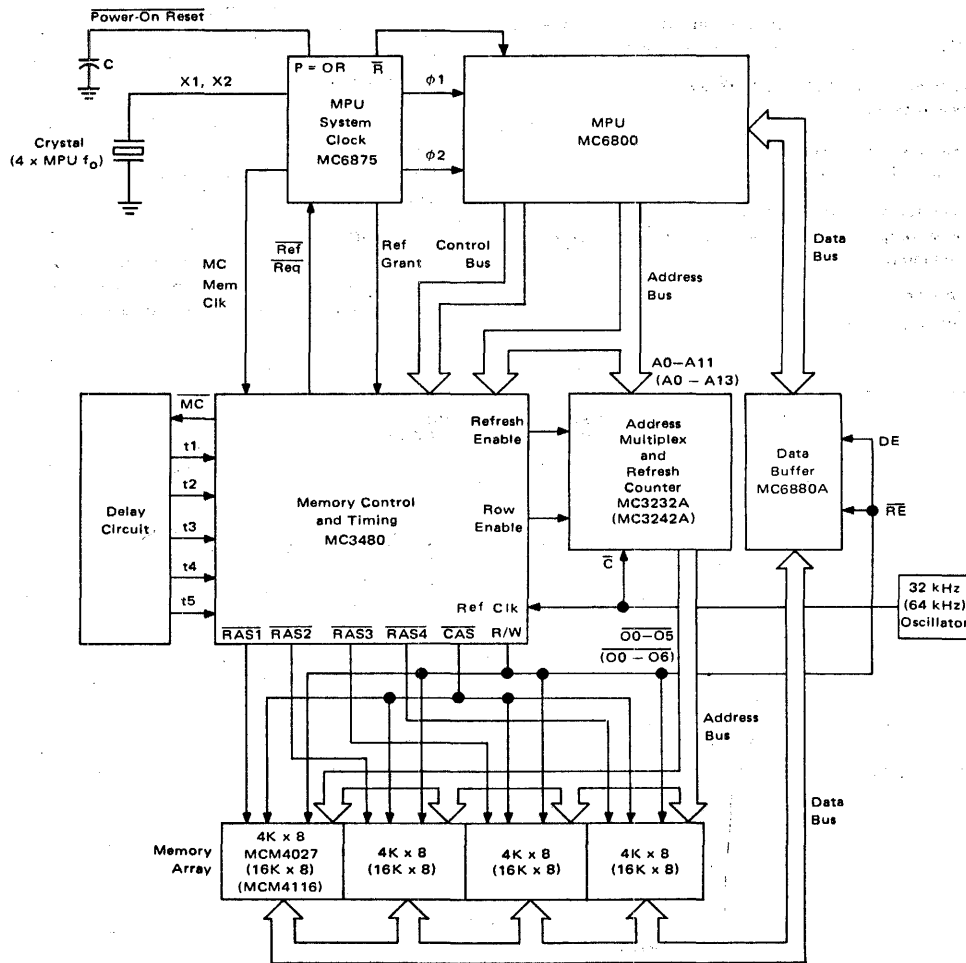 Power-On Reset
C
X1, X2
Crystal
(4 x MPU fo)
P = OR
R
MPU
System
Clock
MC6875
ϕ1
ϕ2
MPU
MC6800
MC
Mem
Clk
Ref
Req
Ref
Grant
Control
Bus
Address
Bus
Data
Bus
A0–A11
(A0 – A13)
Delay
Circuit
MC
t1
t2
t3
t4
t5
Memory Control
and Timing
MC3480
Refresh
Enable
Row
Enable
Ref Clk
RAS1 RAS2 RAS3 RAS4 CAS R/W
Address
Multiplex
and
Refresh
Counter
MC3232A
(MC3242A)
C
Data
Buffer
MC6880A
DE
RE
32 kHz
(64 kHz)
Oscillator
O0–O5
(O0 – O6)
Address
Bus
Data
Bus
Memory
Array
4K x 8
MCM4027
(16K x 8)
(MCM4116)
4K x 8
(16K x 8)
4K x 8
(16K x 8)
4K x 8
(16K x 8)